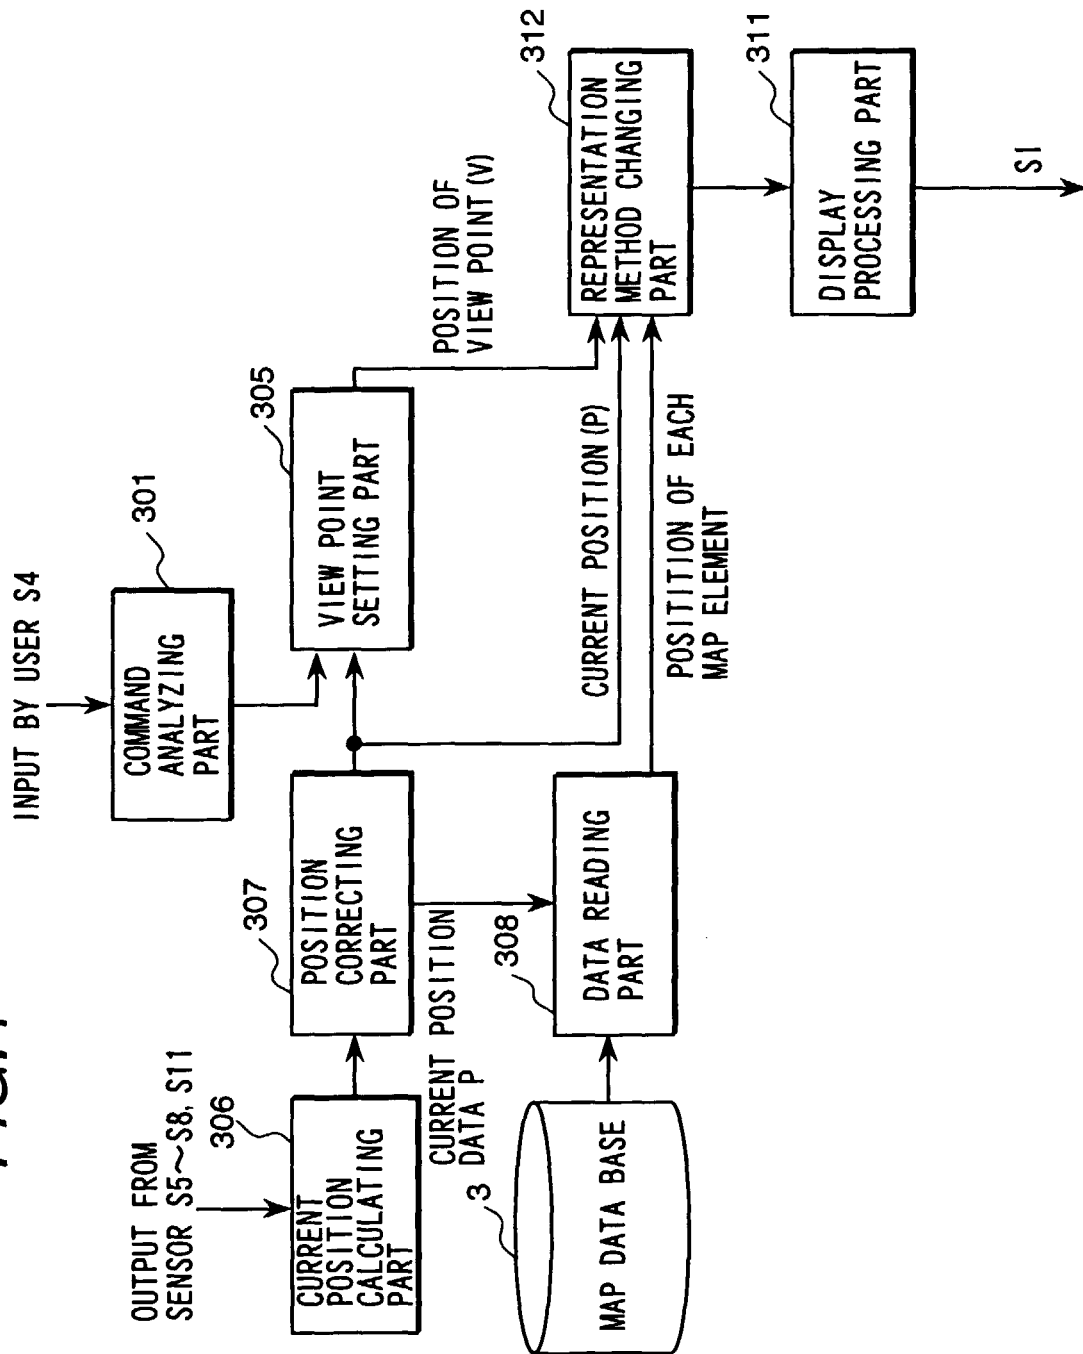 INPUT BY USER S4
301
COMMAND
ANALYZING
PART
OUTPUT FROM
SENSOR S5~S8, S11
306
CURRENT
POSITION
CALCULATING
PART
307
POSITION
CORRECTING
PART
305
VIEW POINT
SETTING PART
POSITION OF
VIEW POINT(V)
312
REPRESENTATION
METHOD CHANGING
PART
CURRENT POSITION
DATA P
CURRENT POSITION(P)
3
MAP DATA BASE
308
DATA READING
PART
POSITITION OF EACH
MAP ELEMENT
311
DISPLAY
PROCESSING PART
S1